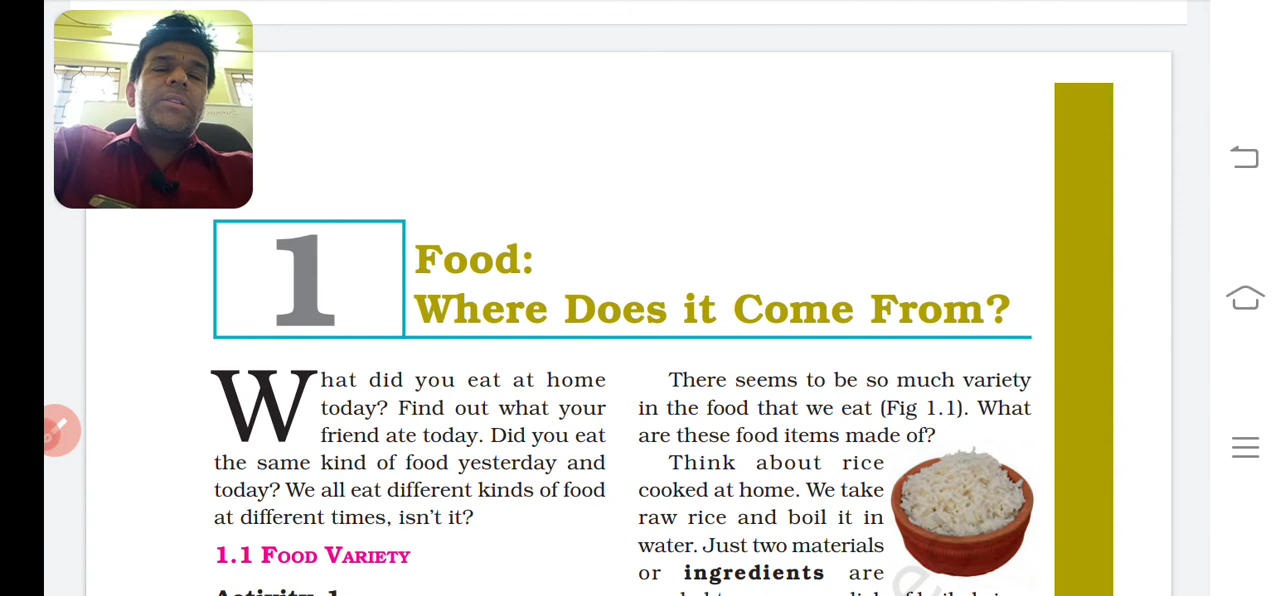 1
Food:
Where Does it Come From?
What did you eat at home
today? Find out what your
friend ate today. Did you eat
the same kind of food yesterday and
today? We all eat different kinds of food
at different times, isn't it?
1.1 FOOD VARIETY
There seems to be so much variety
in the food that we eat (Fig 1.1). What
are these food items made of?
Think about rice
cooked at home. We take
raw rice and boil it in
water. Just two materials
or ingredients are